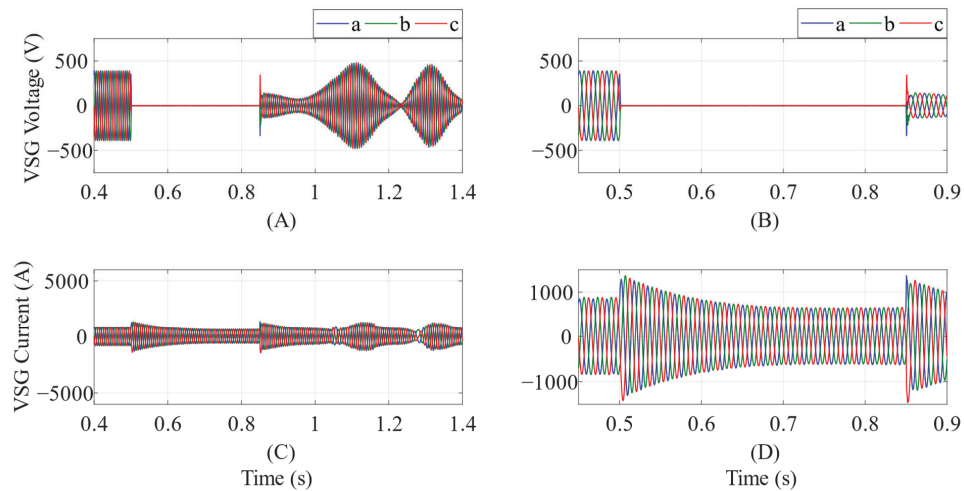 a b c
a b c
VSG Voltage (V)
500
0
−500
0.4 0.6 0.8 1 1.2 1.4
(A)
500
0
−500
0.5 0.6 0.7 0.8 0.9
(B)
VSG Current (A)
5000
0
−5000
0.4 0.6 0.8 1 1.2 1.4
(C)
Time (s)
1000
0
−1000
0.5 0.6 0.7 0.8 0.9
(D)
Time (s)